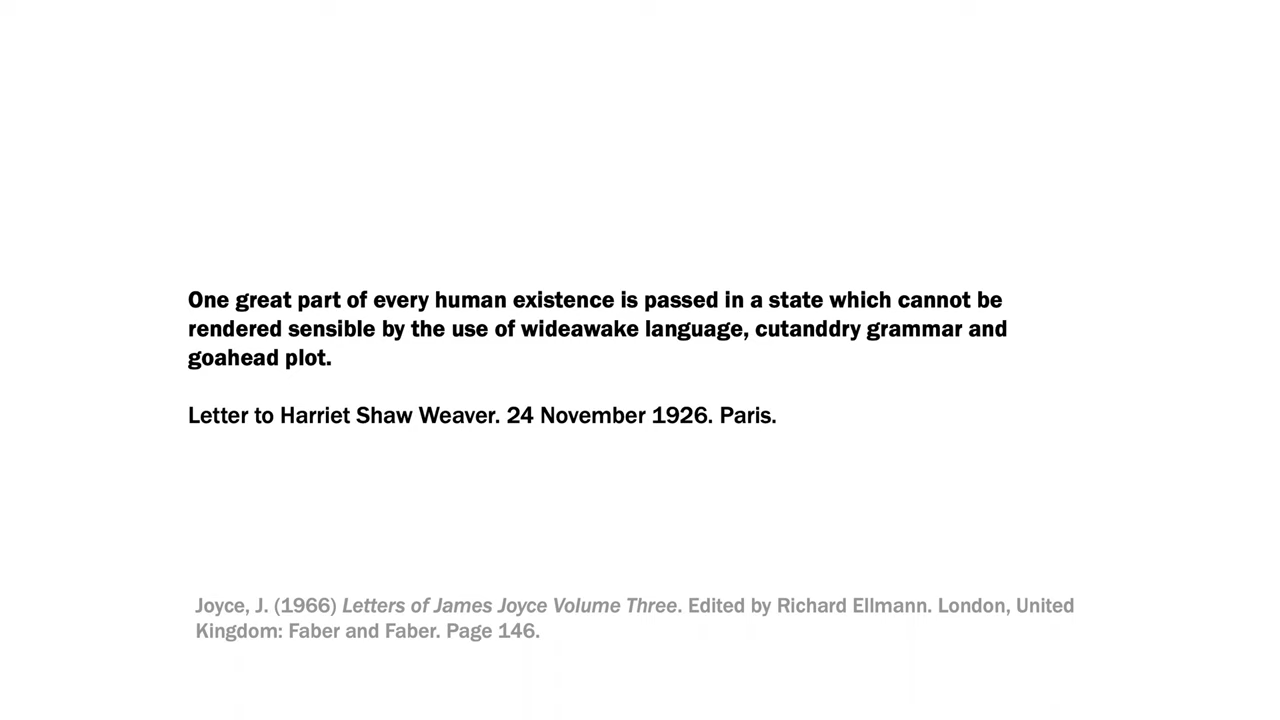 One great part of every human existence is passed in a state which cannot be
rendered sensible by the use of wideawake language, cutanddry grammar and
goahead plot.
Letter to Harriet Shaw Weaver. 24 November 1926. Paris.
Joyce, J. (1966) Letters of James Joyce Volume Three. Edited by Richard Ellmann. London, United
Kingdom: Faber and Faber. Page 146.